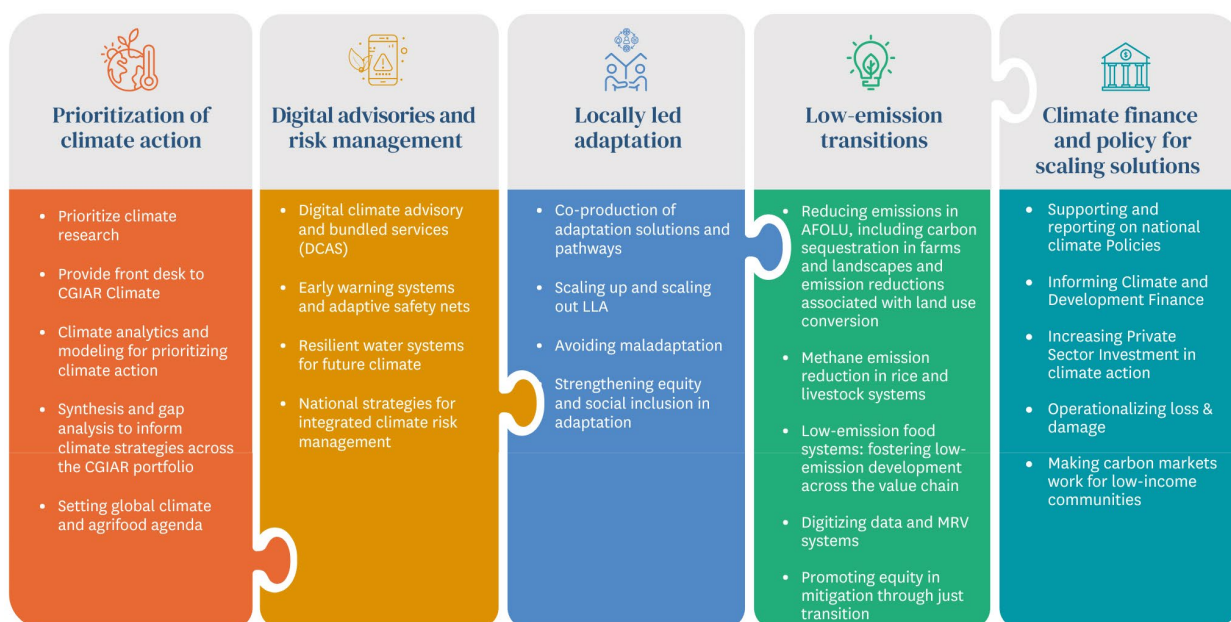 Prioritization of
climate action
• Prioritize climate
research
• Provide front desk to
CGIAR Climate
• Climate analytics and
modeling for prioritizing
climate action
• Synthesis and gap
analysis to inform
climate strategies across
the CGIAR portfolio
• Setting global climate
and agrifood agenda
Digital advisories and
risk management
• Digital climate advisory
and bundled services
(DCAS)
• Early warning systems
and adaptive safety nets
• Resilient water systems
for future climate
• National strategies for
integrated climate risk
management
Locally led
adaptation
• Co-production of
adaptation solutions and
pathways
• Scaling up and scaling
out LLA
• Avoiding maladaptation
• Strengthening equity
and social inclusion in
adaptation
Low-emission
transitions
• Reducing emissions in
AFOLU, including carbon
sequestration in farms
and landscapes and
emission reductions
associated with land use
conversion
• Methane emission
reduction in rice and
livestock systems
• Low-emission food
systems: fostering low-
emission development
across the value chain
• Digitizing data and MRV
systems
• Promoting equity in
mitigation through just
transition
Climate finance
and policy for
scaling solutions
• Supporting and
reporting on national
climate Policies
• Informing Climate and
Development Finance
• Increasing Private
Sector Investment in
climate action
• Operationalizing loss &
damage
• Making carbon markets
work for low-income
communities